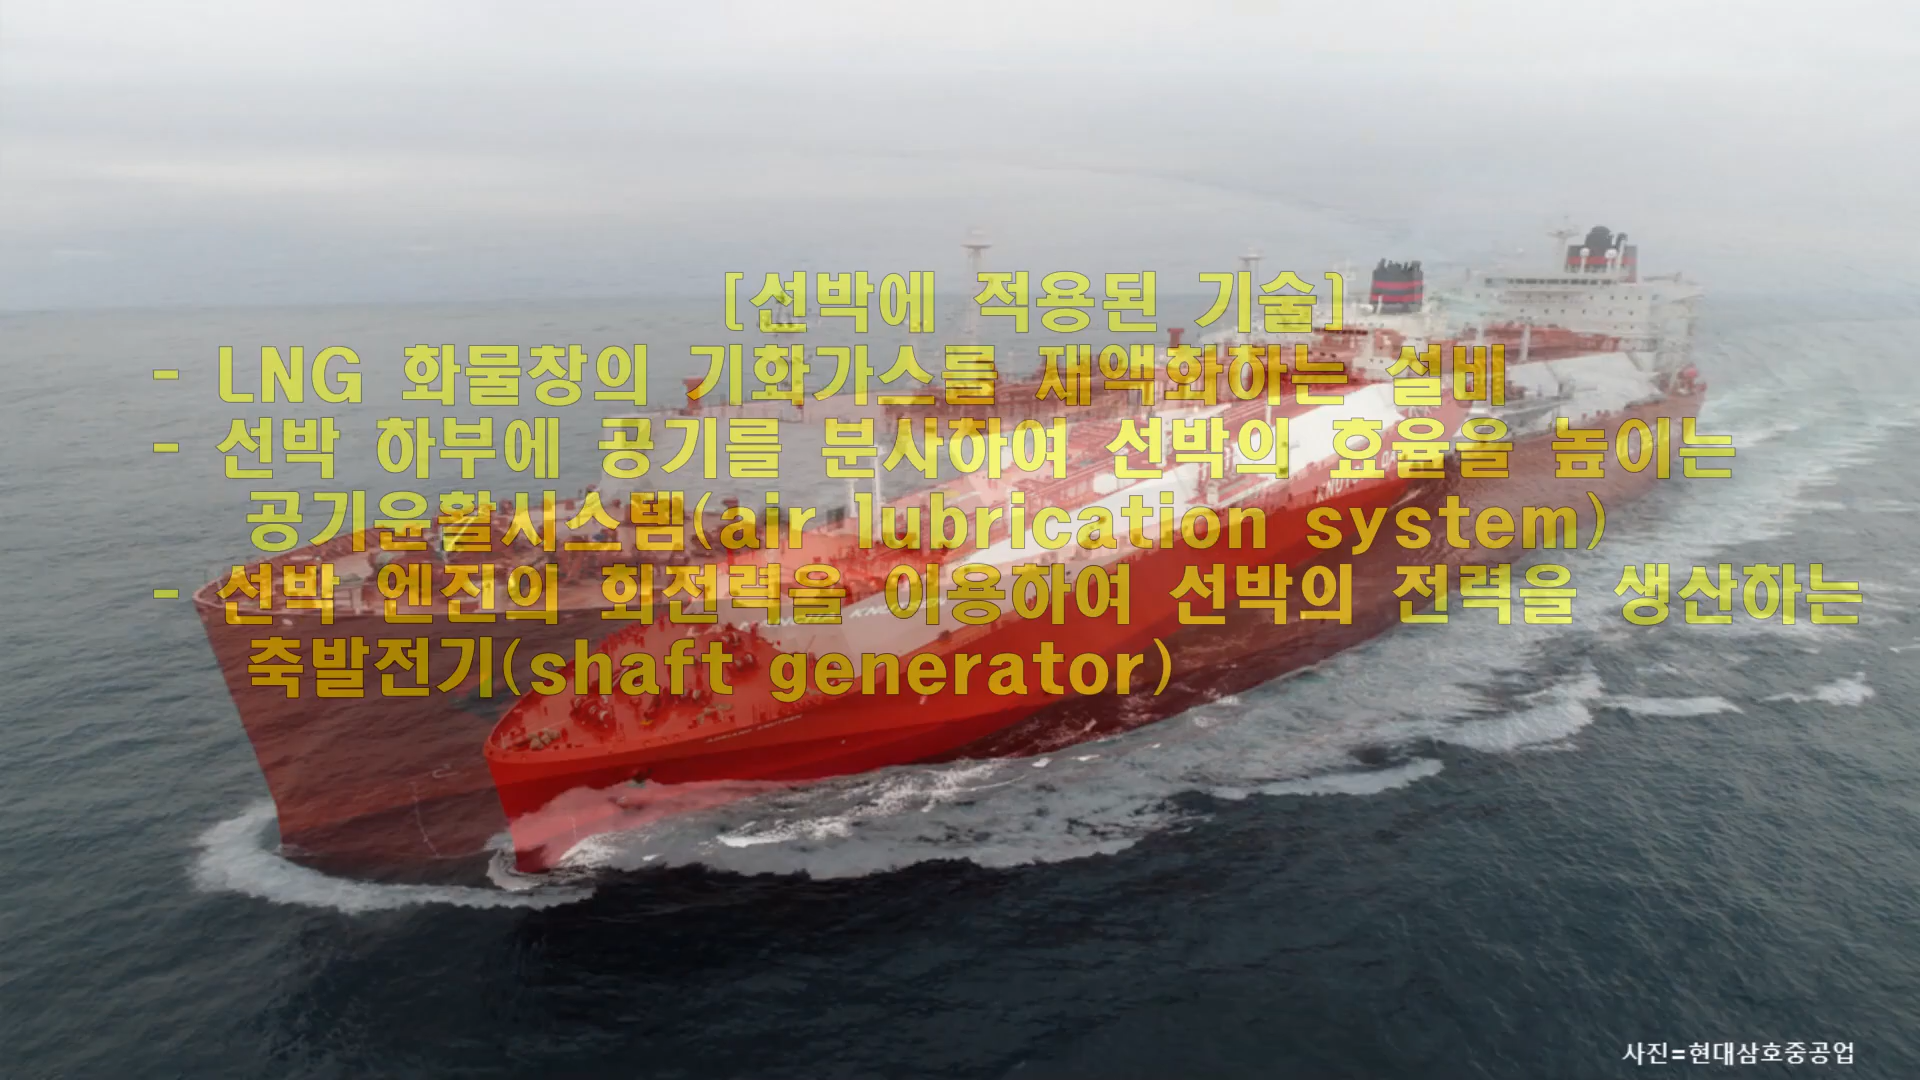 [선박에 적용된 기술]
- LNG 화물창의 기화가스를 재액화하는 설비
- 선박 하부에 공기를 분사하여 선박의 효율을 높이는
공기윤활시스템(air lubrication system)
- 선박 엔진의 회전력을 이용하여 선박의 전력을 생산하는
축발전기(shaft generator)
사진=현대삼호중공업